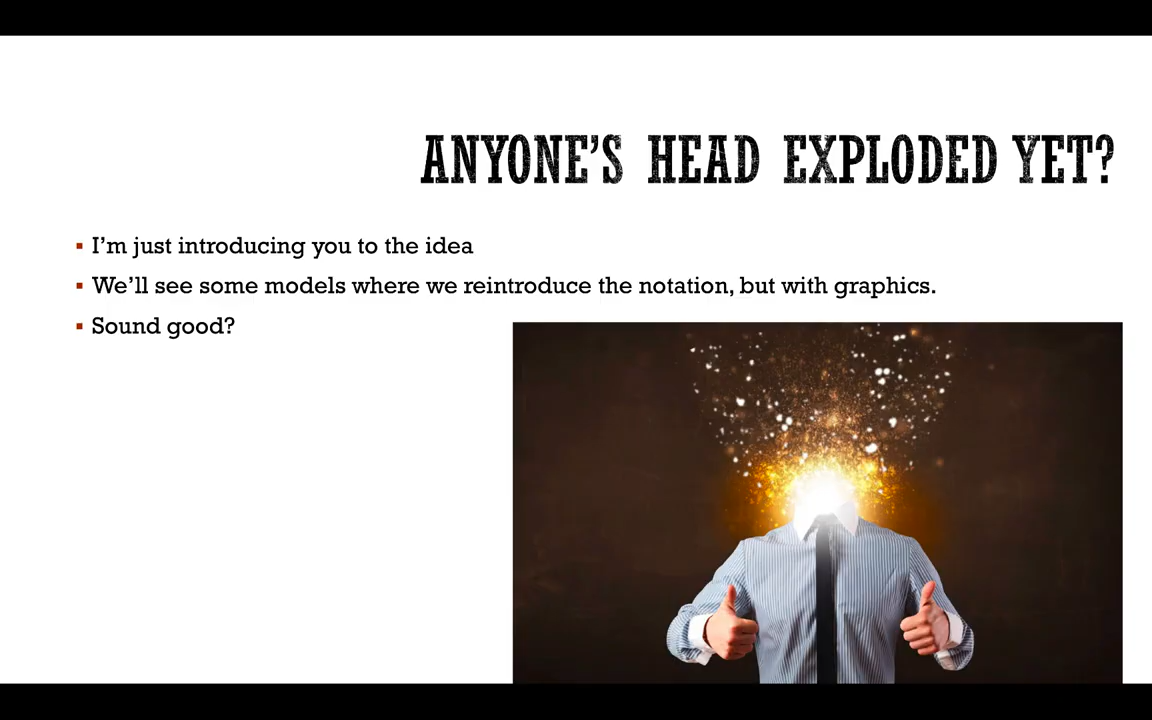 ANYONE'S HEAD EXPLODED YET?
▪ I'm just introducing you to the idea
▪ We'll see some models where we reintroduce the notation, but with graphics.
▪ Sound good?